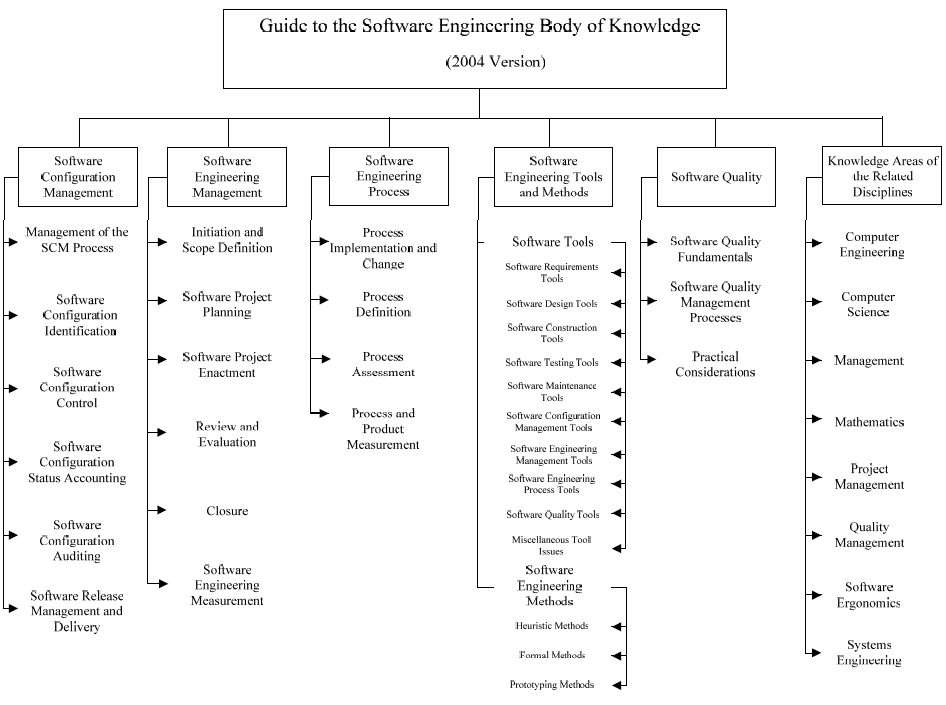 Guide to the Software Engineering Body of Knowledge
(2004 Version)
Software
Configuration
Management
Management of the
SCM Process
Software
Configuration
Identification
Software
Configuration
Control
Software
Configuration
Status Accounting
Software
Configuration
Auditing
Software Release
Management and
Delivery
Software
Engineering
Management
Initiation and
Scope Definition
Software Project
Planning
Software Project
Enactment
Review and
Evaluation
Closure
Software
Engineering
Measurement
Software
Engineering
Process
Process
Implementation and
Change
Process
Definition
Process
Assessment
Process and
Product
Measurement
Software
Engineering Tools
and Methods
Software Tools
Software Requirements
Tools
Software Design Tools
Software Construction
Tools
Software Testing Tools
Software Maintenance
Tools
Software Configuration
Management Tools
Software Engineering
Management Tools
Software Engineering
Process Tools
Software Quality Tools
Miscellaneous Tool
Issues
Software
Engineering
Methods
Heuristic Methods
Formal Methods
Prototyping Methods
Software Quality
Software Quality
Fundamentals
Software Quality
Management
Processes
Practical
Considerations
Knowledge Areas of
the Related
Disciplines
Computer
Engineering
Computer
Science
Management
Mathematics
Project
Management
Quality
Management
Software
Ergonomics
Systems
Engineering